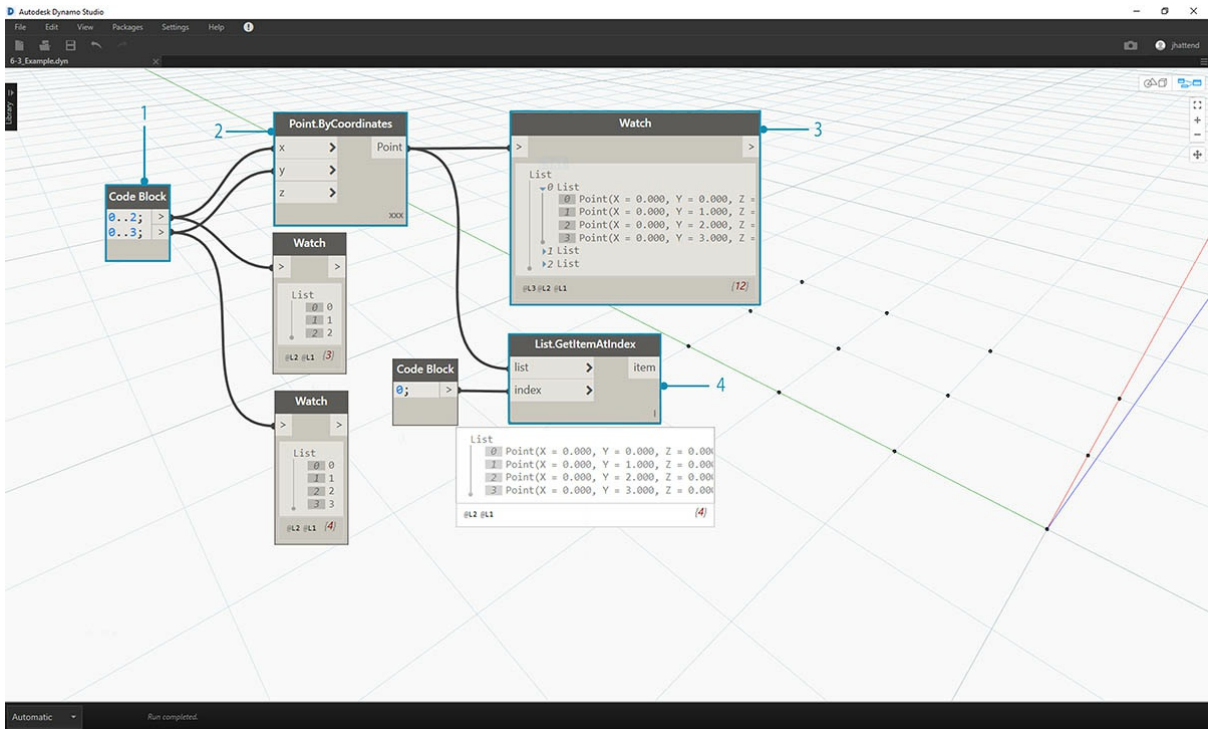 Autodesk Dynamo Studio
File Edit View Packages Settings Help
jhattend
6-3_Example.dyn
Library
1
2
3
4
Code Block
0..2; >
0..3; >
Point.ByCoordinates
x > Point
y >
z >
xxx
Watch
> >
List
0 List
0 Point(X = 0.000, Y = 0.000, Z =
1 Point(X = 0.000, Y = 1.000, Z =
2 Point(X = 0.000, Y = 2.000, Z =
3 Point(X = 0.000, Y = 3.000, Z =
1 List
2 List
@L3 @L2 @L1 {12}
Watch
> >
List
0 0
1 1
2 2
@L2 @L1 {3}
Watch
> >
List
0 0
1 1
2 2
3 3
@L2 @L1 {4}
Code Block
0; >
List.GetItemAtIndex
list > item
index >
l
List
0 Point(X = 0.000, Y = 0.000, Z = 0.00
1 Point(X = 0.000, Y = 1.000, Z = 0.00
2 Point(X = 0.000, Y = 2.000, Z = 0.00
3 Point(X = 0.000, Y = 3.000, Z = 0.00
@L2 @L1 {4}
Automatic Run completed.